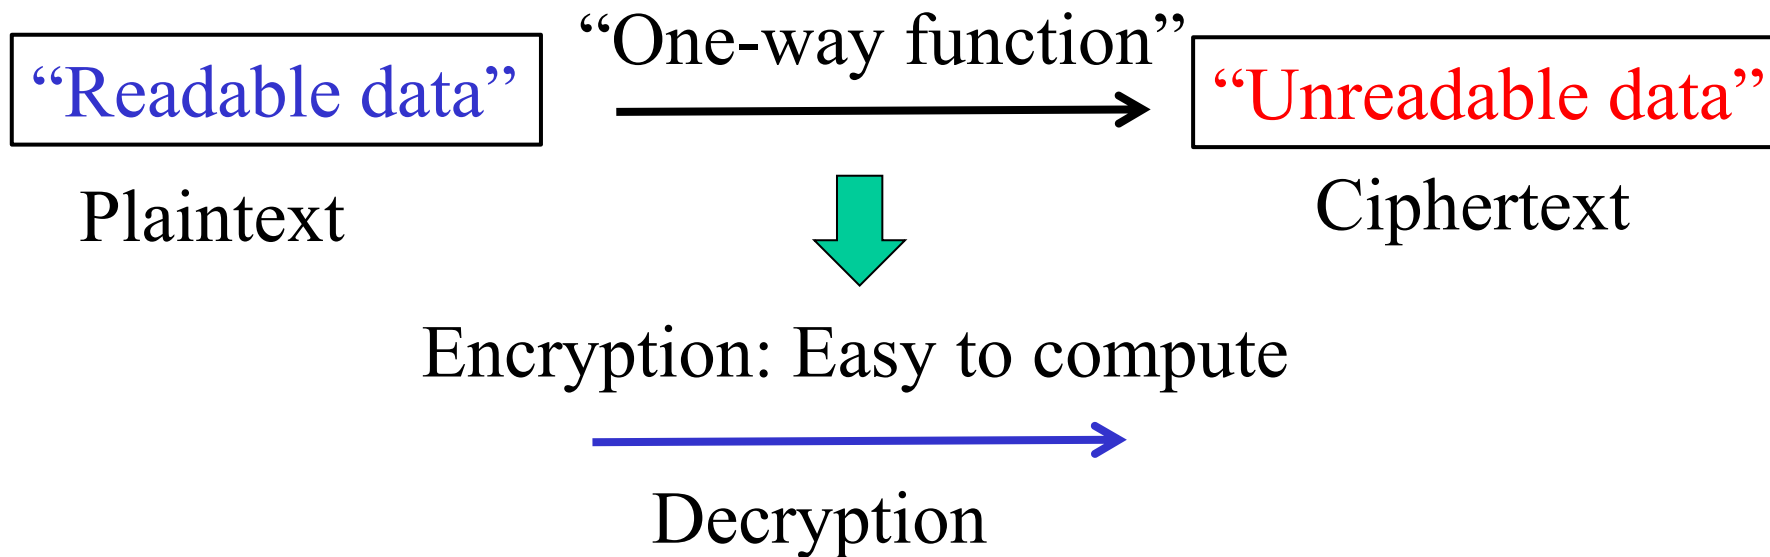 “One-way function”
“Readable data”
“Unreadable data”
Plaintext
Ciphertext
Encryption: Easy to compute
Decryption